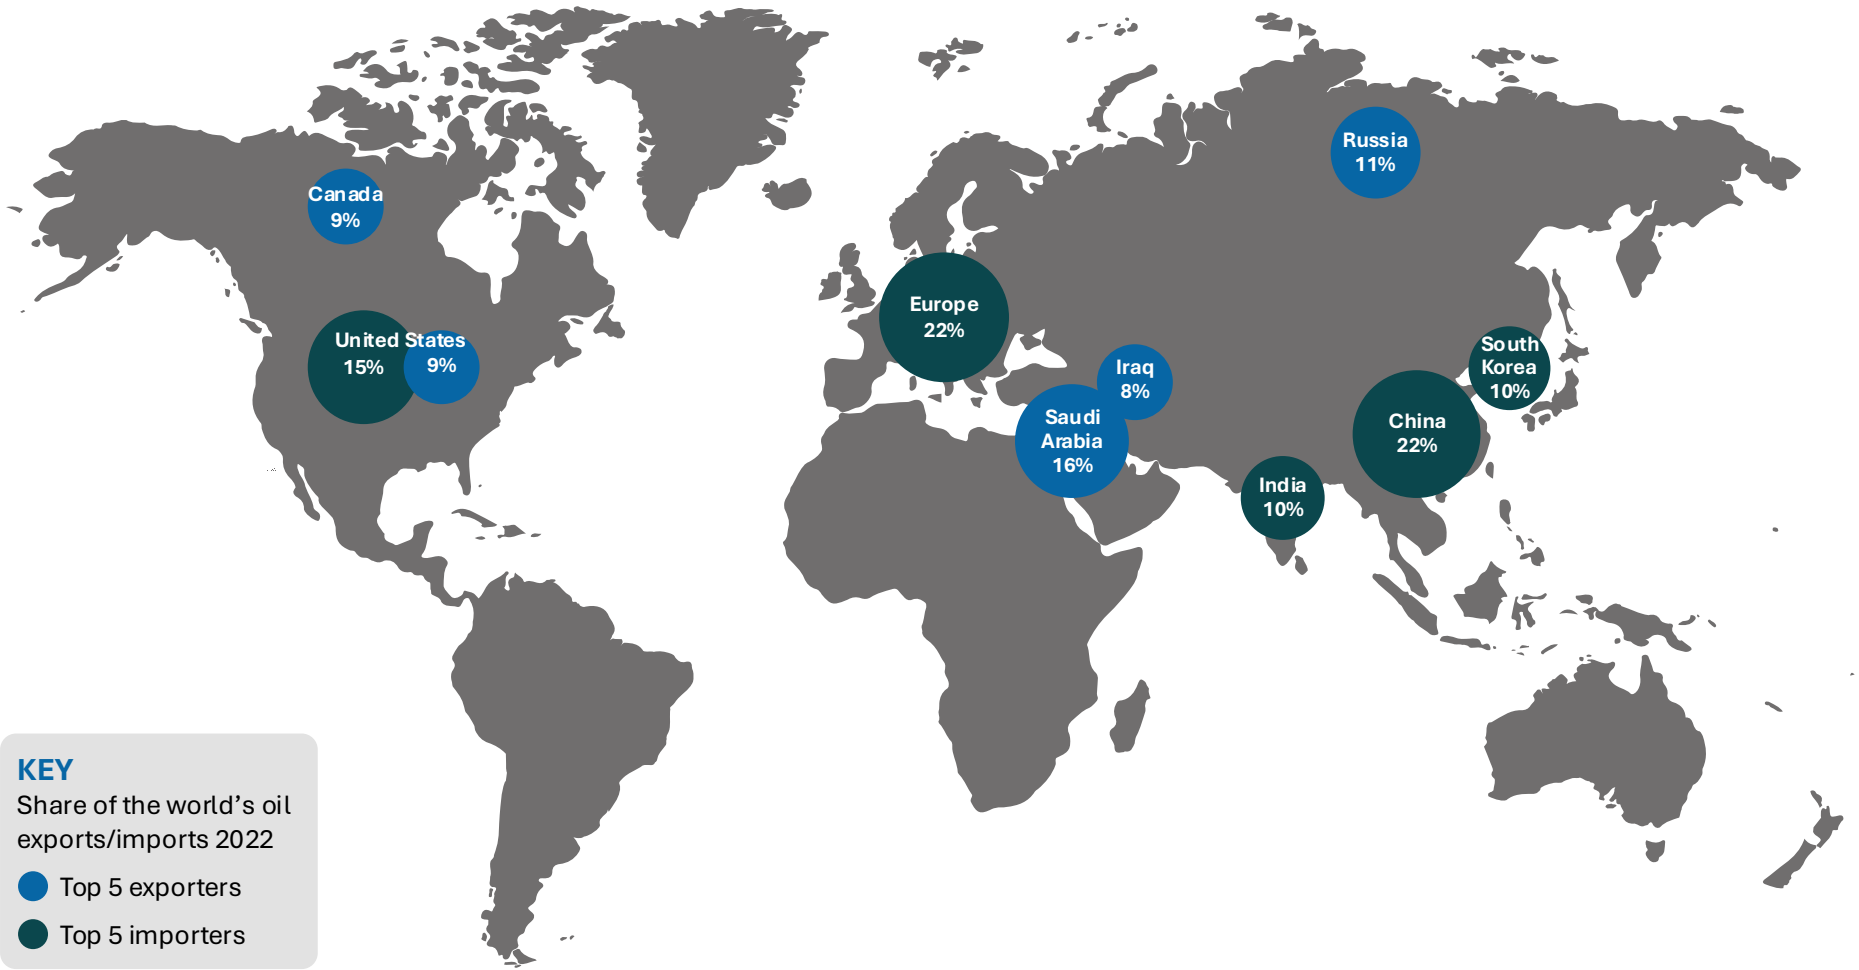 Russia
11%
Canada
9%
Europe
22%
United States
15%
9%
Iraq
8%
South
Korea
10%
Saudi
Arabia
16%
China
22%
India
10%
KEY
Share of the world’s oil
exports/imports 2022
Top 5 exporters
Top 5 importers